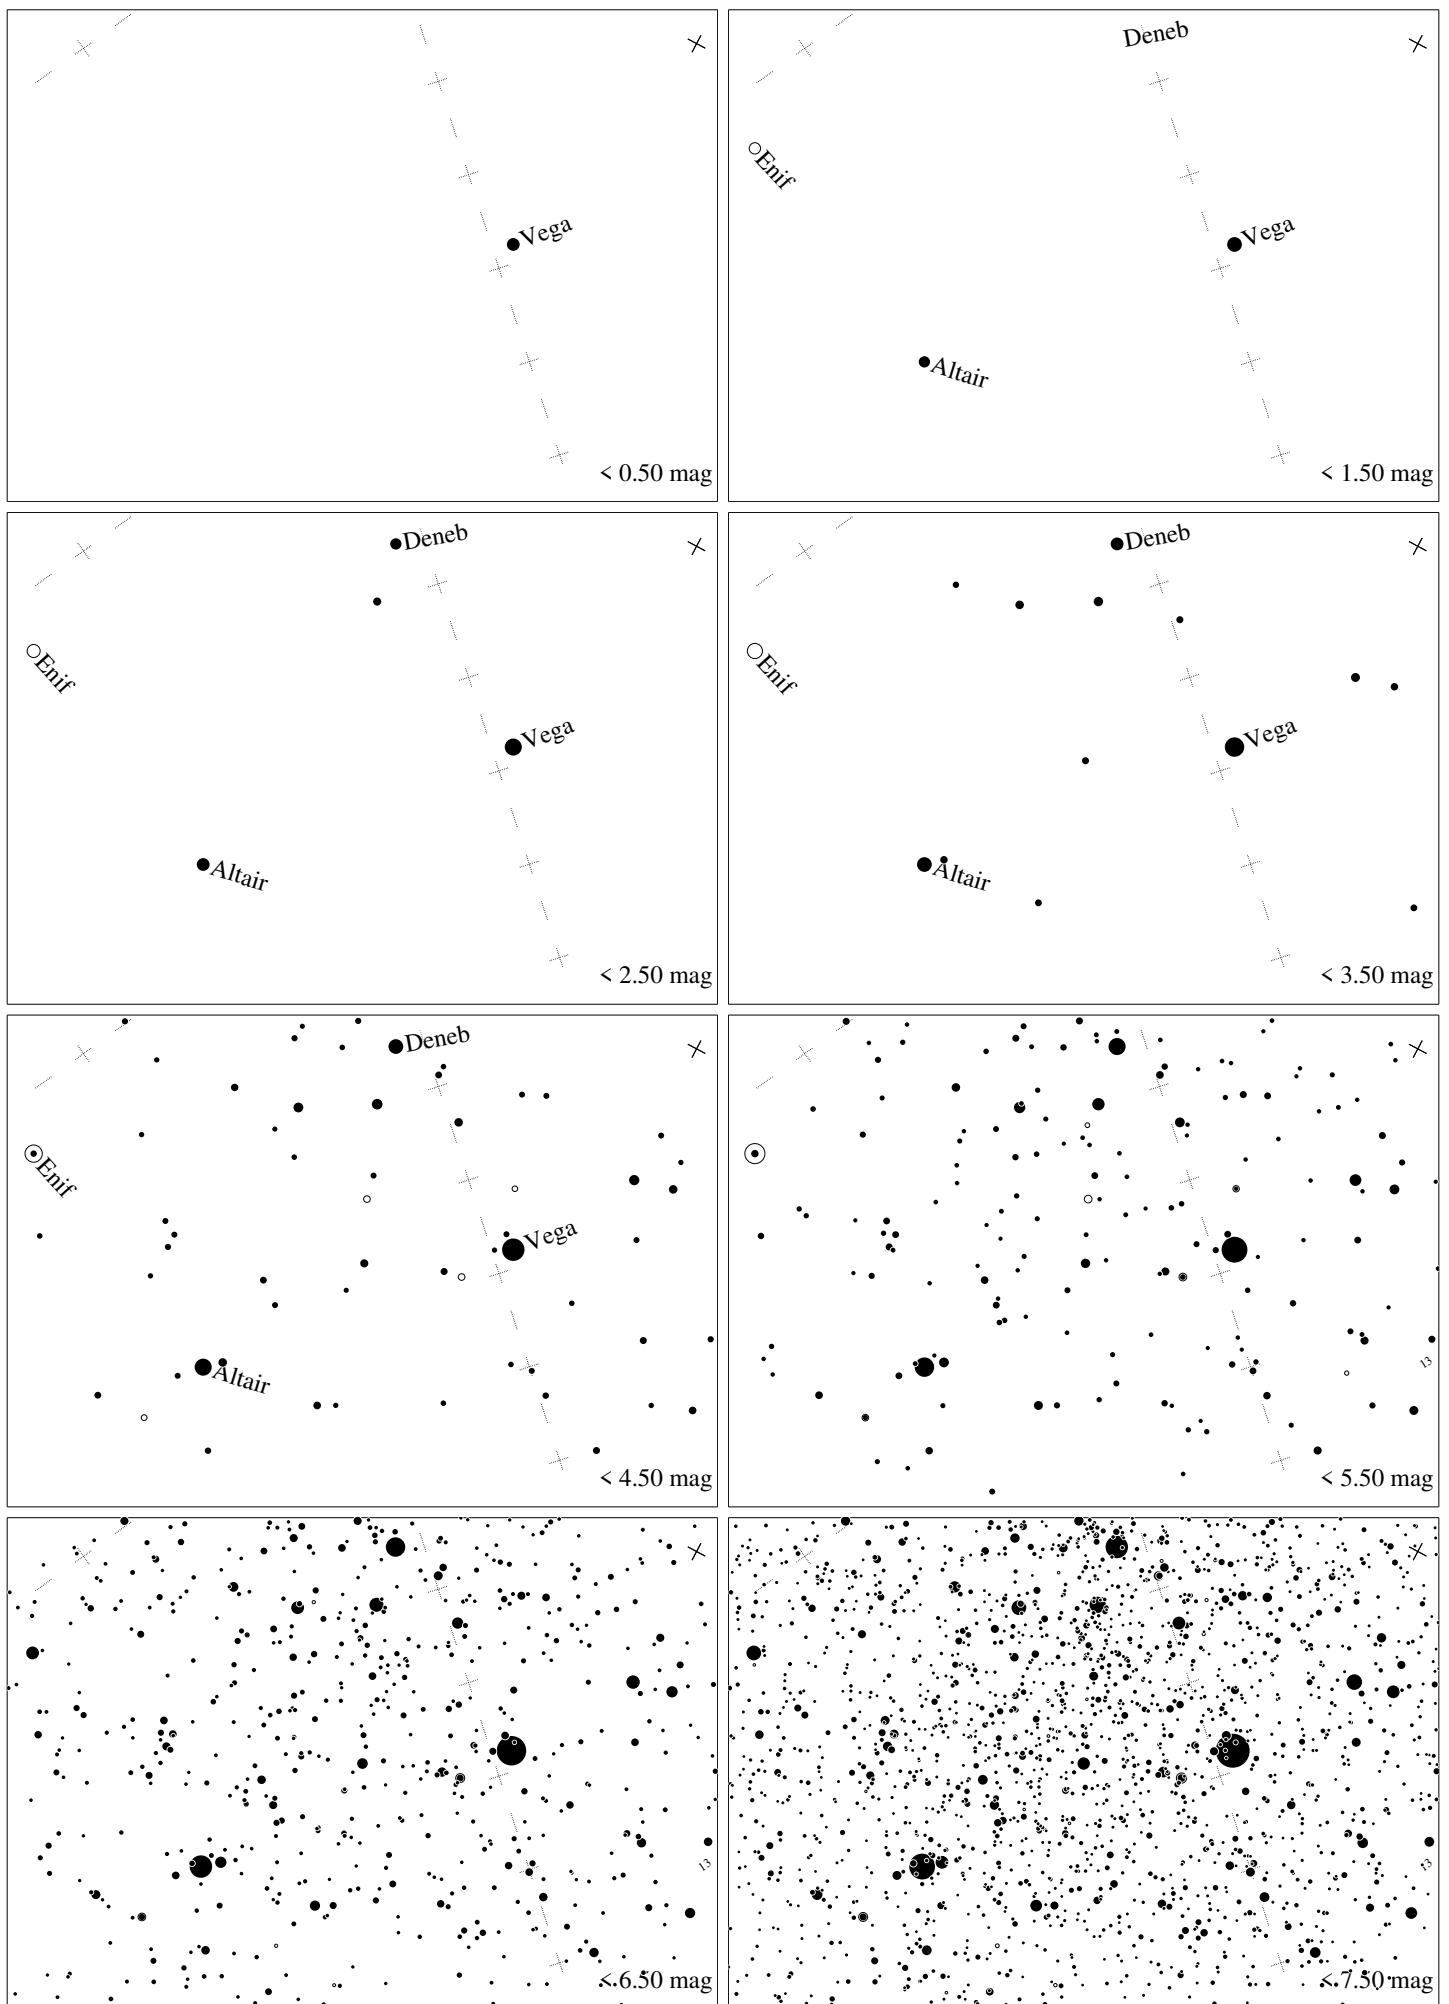 Vega
< 0.50 mag
Deneb
Enif
Vega
Altair
< 1.50 mag
Deneb
Enif
Vega
Altair
< 2.50 mag
Deneb
Enif
Vega
Altair
< 3.50 mag
Deneb
Enif
Vega
Altair
< 4.50 mag
13
< 5.50 mag
13
< 6.50 mag
13
< 7.50 mag